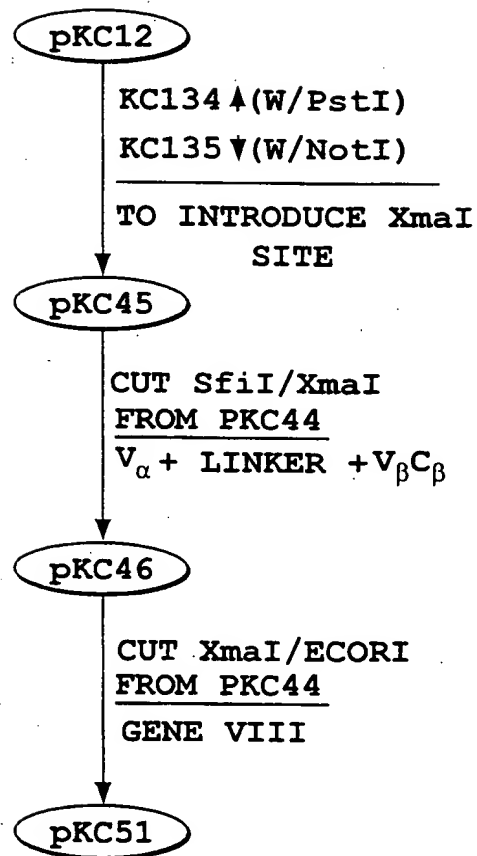 pKC12
KC134 ↑ (W/PstI)
KC135 ↓ (W/NotI)
TO INTRODUCE XmaI
SITE
pKC45
CUT SfiI/XmaI
FROM PKC44
Vα + LINKER +VβCβ
pKC46
CUT XmaI/ECORI
FROM PKC44
GENE VIII
pKC51